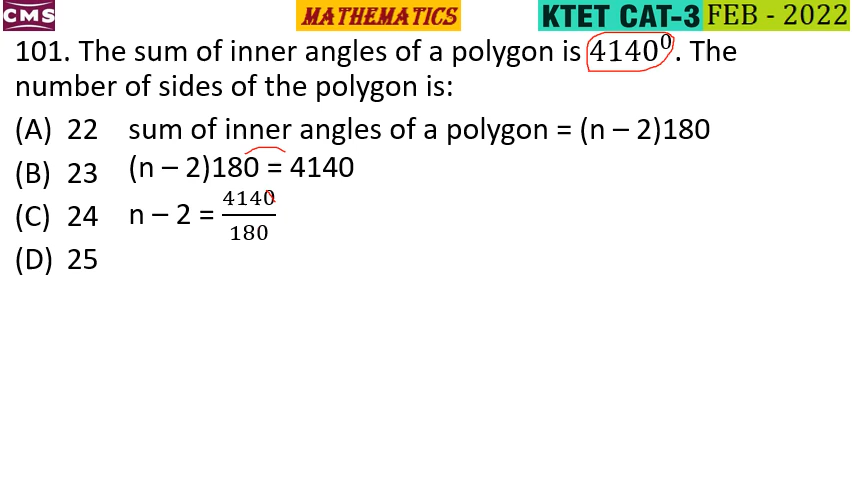 CMS MATHEMATICS KTET CAT-3 FEB - 2022
101. The sum of inner angles of a polygon is 4140⁰. The
number of sides of the polygon is:
(A) 22 sum of inner angles of a polygon = (n – 2)180
(B) 23 (n – 2)180 = 4140
(C) 24 n – 2 = 4140/180
(D) 25